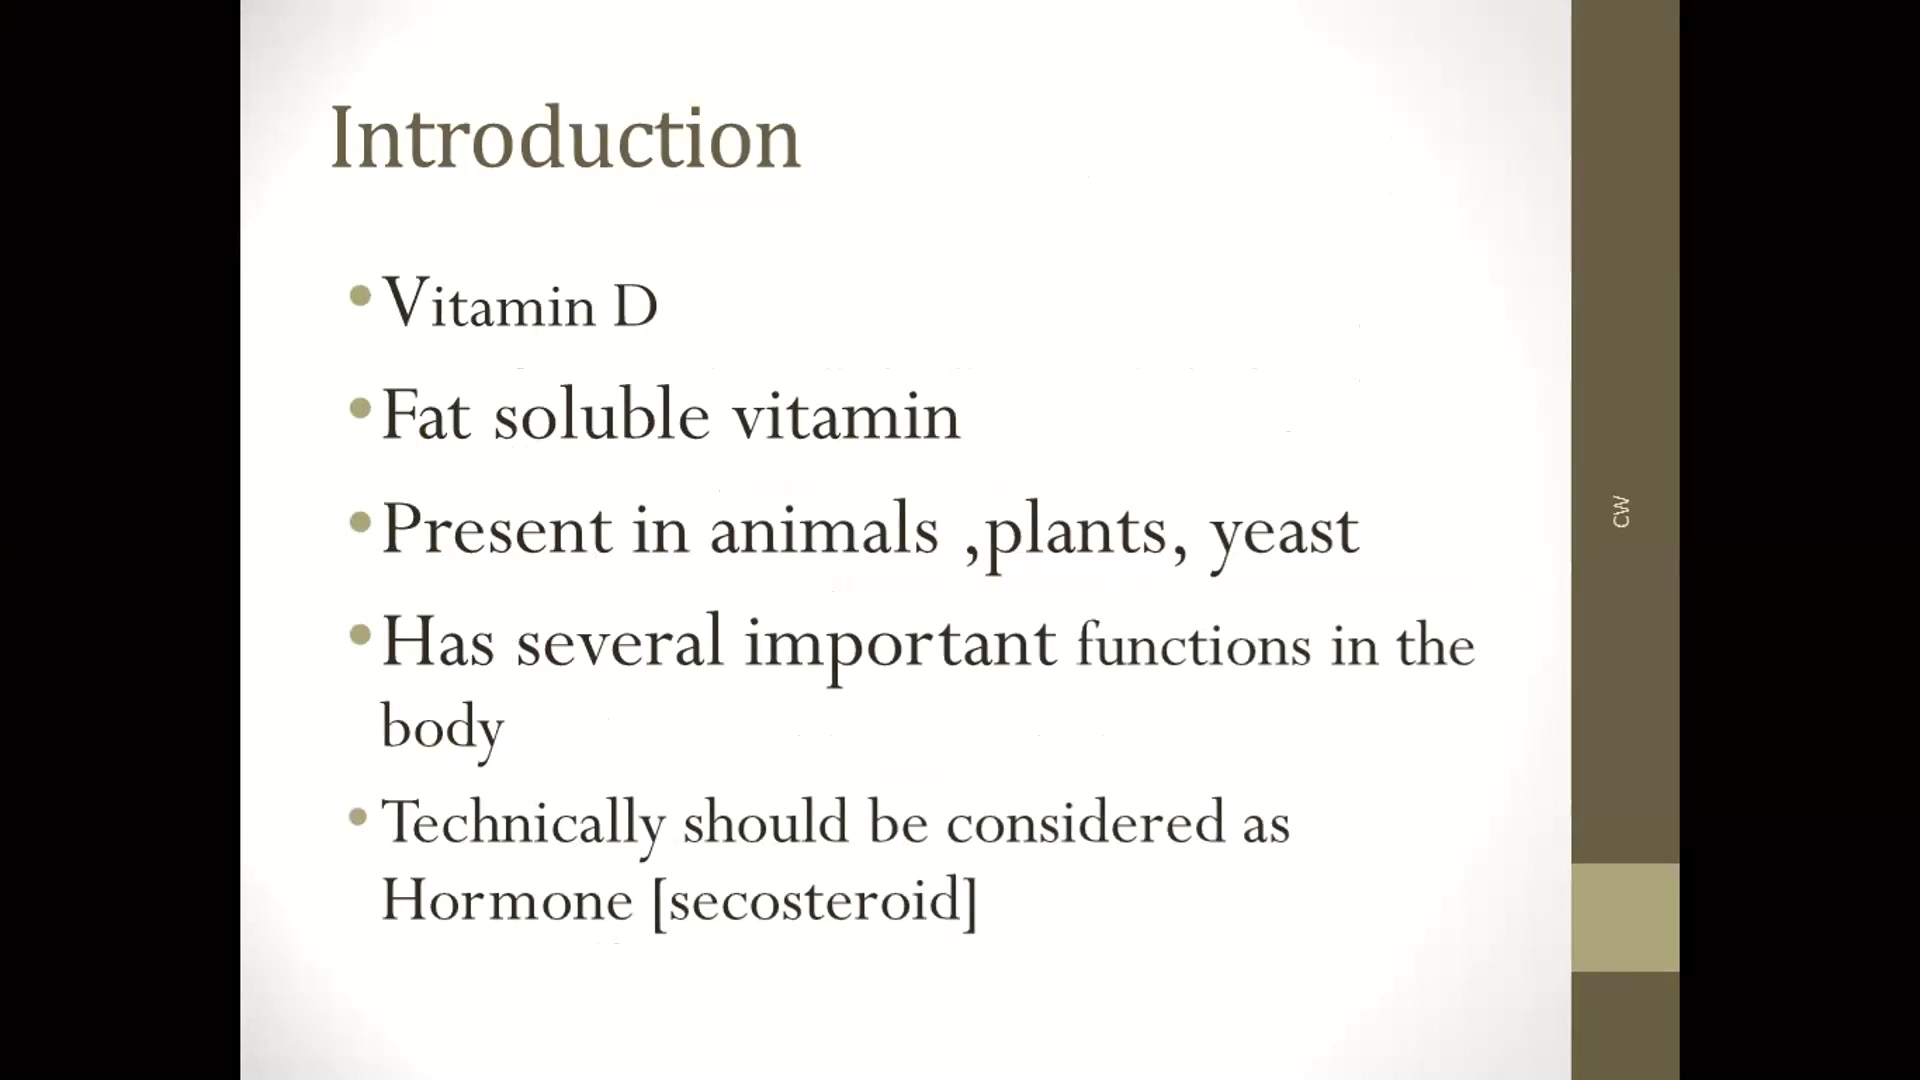 Introduction
• Vitamin D
• Fat soluble vitamin
• Present in animals ,plants, yeast
• Has several important functions in the
body
• Technically should be considered as
Hormone [secosteroid]
CW